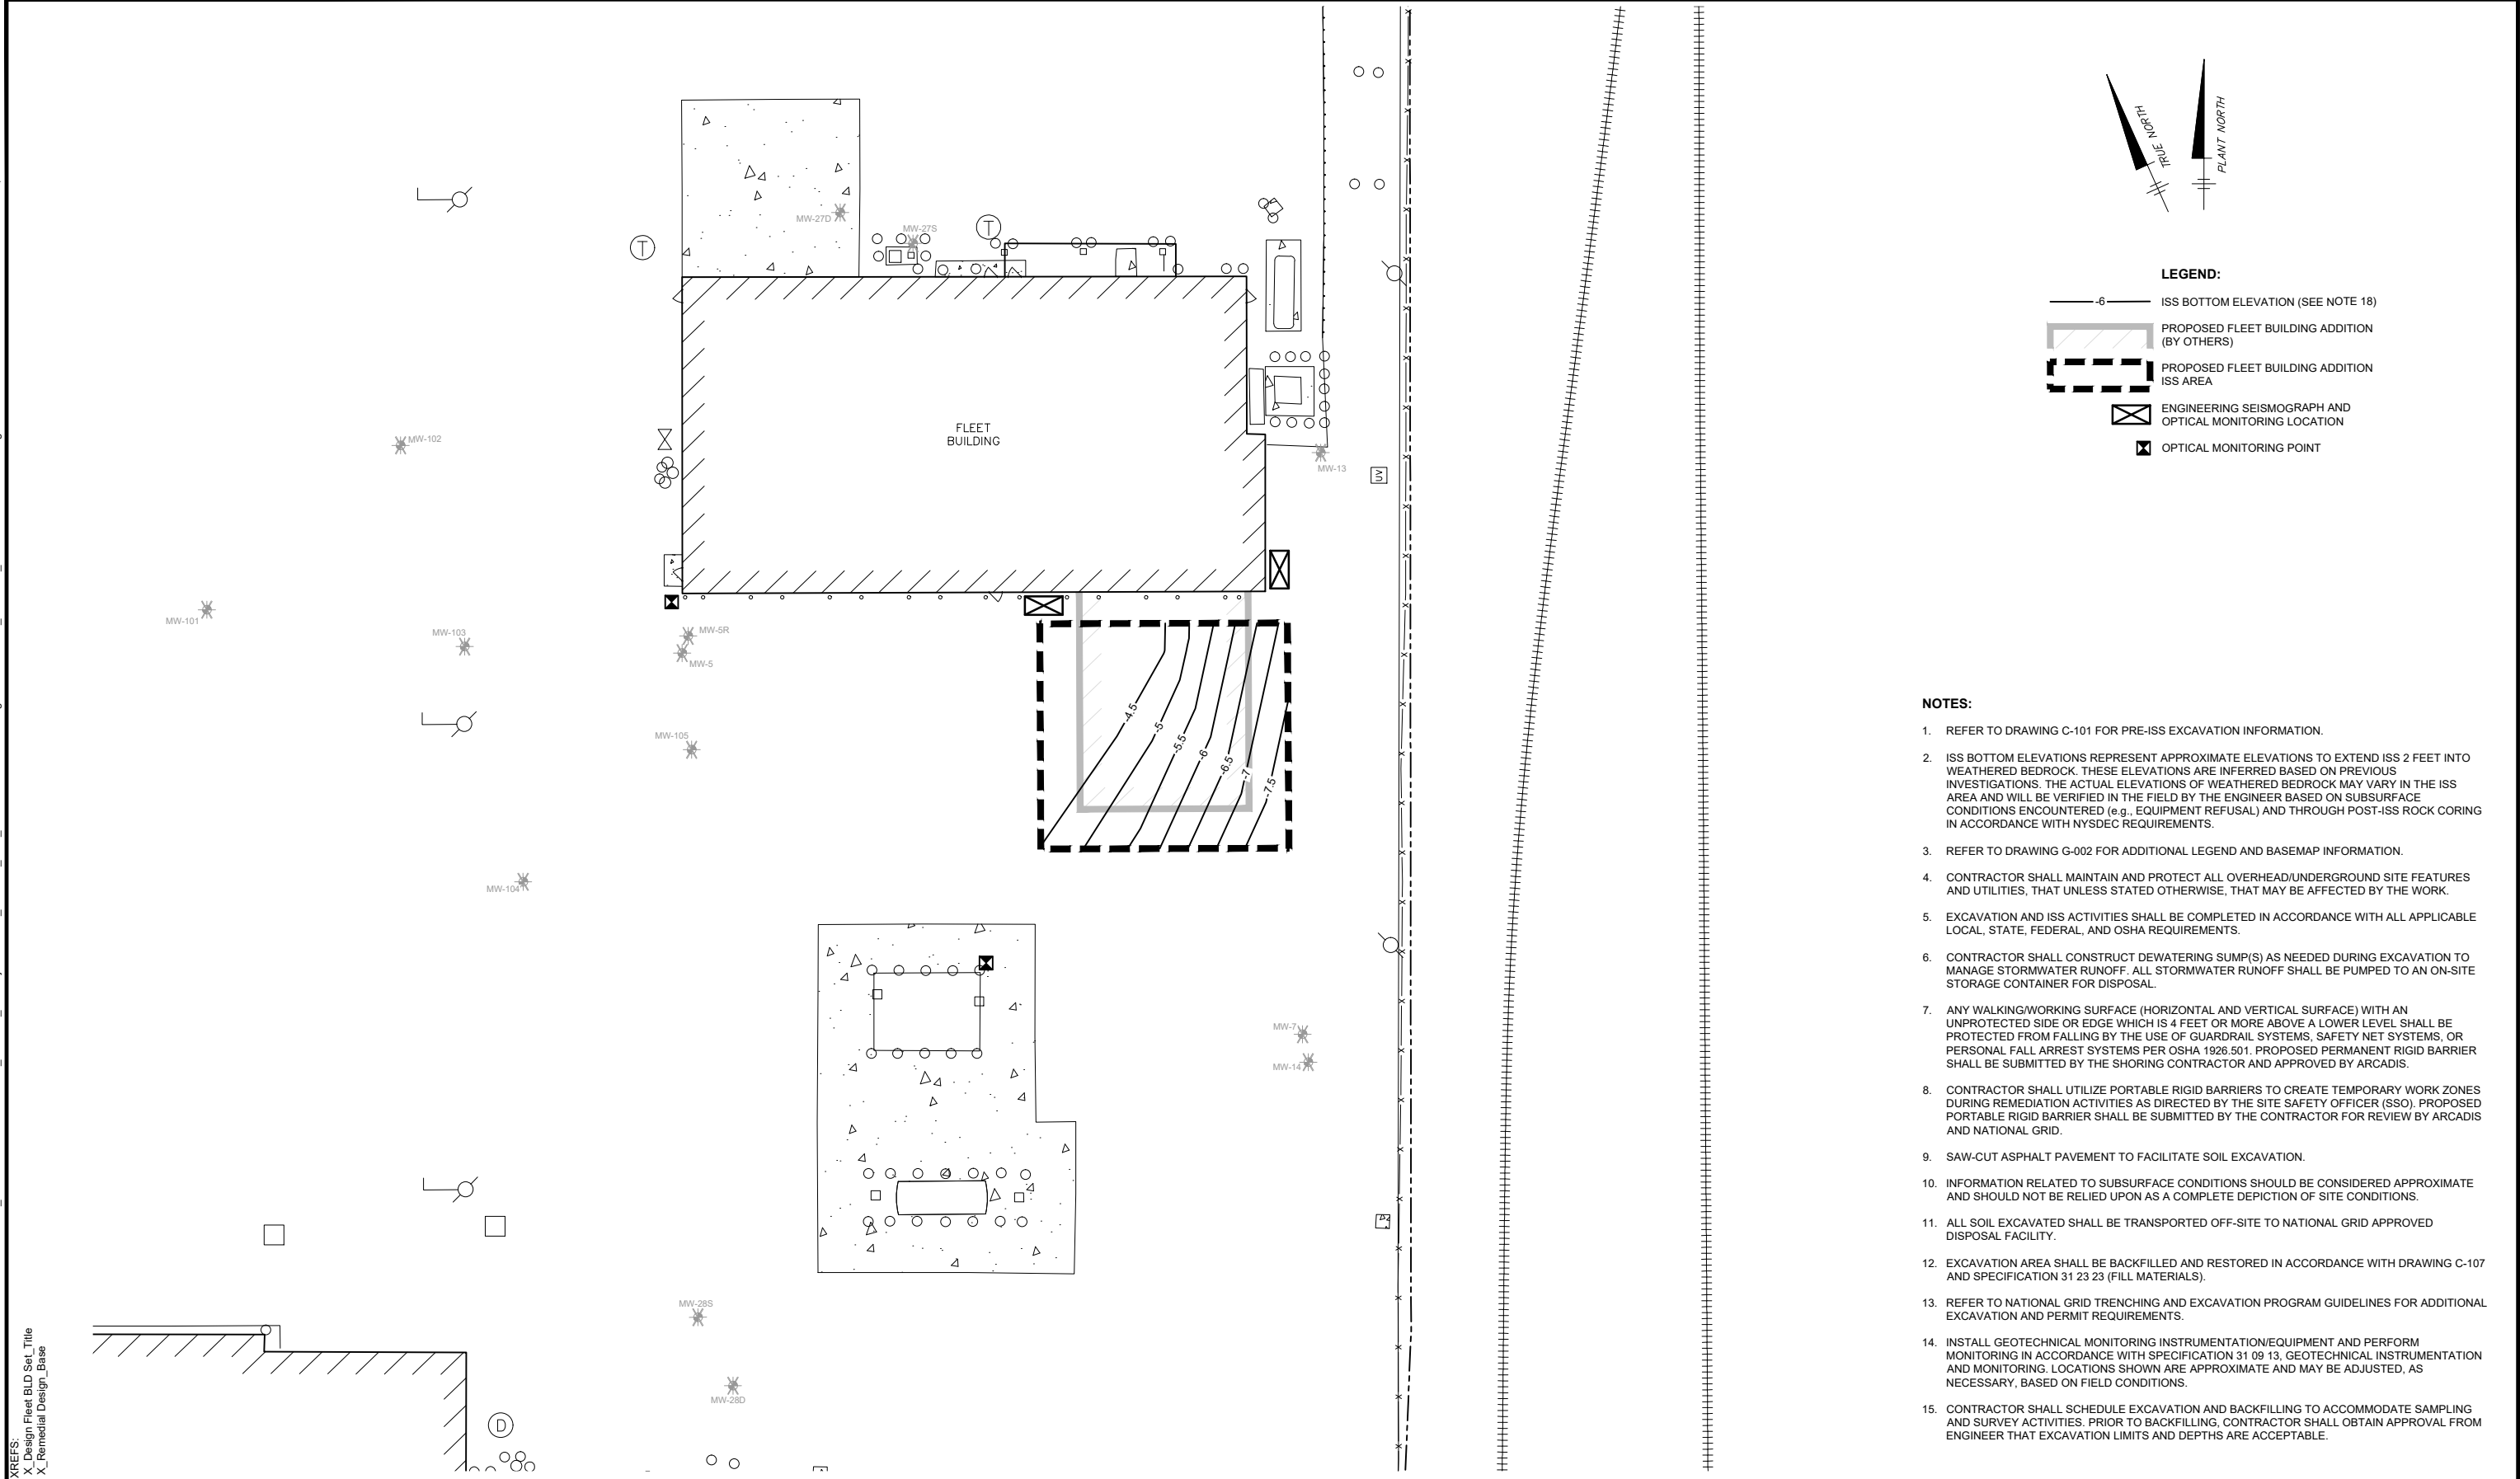 TRUE NORTH
PLANT NORTH
LEGEND:
-6
ISS BOTTOM ELEVATION (SEE NOTE 18)
PROPOSED FLEET BUILDING ADDITION
(BY OTHERS)
PROPOSED FLEET BUILDING ADDITION
ISS AREA
ENGINEERING SEISMOGRAPH AND
OPTICAL MONITORING LOCATION
OPTICAL MONITORING POINT
MW-27D
MW-27S
T
T
FLEET
BUILDING
MW-102
MW-13
MW-101
MW-103
MW-5R
MW-5
MW-105
MW-104
-4.5
-5
-5.5
-6
-6.5
-7
-7.5
MW-7
MW-14
MW-28S
MW-28D
D
NOTES:
1. REFER TO DRAWING C-101 FOR PRE-ISS EXCAVATION INFORMATION.
2. ISS BOTTOM ELEVATIONS REPRESENT APPROXIMATE ELEVATIONS TO EXTEND ISS 2 FEET INTO
WEATHERED BEDROCK. THESE ELEVATIONS ARE INFERRED BASED ON PREVIOUS
INVESTIGATIONS. THE ACTUAL ELEVATIONS OF WEATHERED BEDROCK MAY VARY IN THE ISS
AREA AND WILL BE VERIFIED IN THE FIELD BY THE ENGINEER BASED ON SUBSURFACE
CONDITIONS ENCOUNTERED (e.g., EQUIPMENT REFUSAL) AND THROUGH POST-ISS ROCK CORING
IN ACCORDANCE WITH NYSDEC REQUIREMENTS.
3. REFER TO DRAWING G-002 FOR ADDITIONAL LEGEND AND BASEMAP INFORMATION.
4. CONTRACTOR SHALL MAINTAIN AND PROTECT ALL OVERHEAD/UNDERGROUND SITE FEATURES
AND UTILITIES, THAT UNLESS STATED OTHERWISE, THAT MAY BE AFFECTED BY THE WORK.
5. EXCAVATION AND ISS ACTIVITIES SHALL BE COMPLETED IN ACCORDANCE WITH ALL APPLICABLE
LOCAL, STATE, FEDERAL, AND OSHA REQUIREMENTS.
6. CONTRACTOR SHALL CONSTRUCT DEWATERING SUMP(S) AS NEEDED DURING EXCAVATION TO
MANAGE STORMWATER RUNOFF. ALL STORMWATER RUNOFF SHALL BE PUMPED TO AN ON-SITE
STORAGE CONTAINER FOR DISPOSAL.
7. ANY WALKING/WORKING SURFACE (HORIZONTAL AND VERTICAL SURFACE) WITH AN
UNPROTECTED SIDE OR EDGE WHICH IS 4 FEET OR MORE ABOVE A LOWER LEVEL SHALL BE
PROTECTED FROM FALLING BY THE USE OF GUARDRAIL SYSTEMS, SAFETY NET SYSTEMS, OR
PERSONAL FALL ARREST SYSTEMS PER OSHA 1926.501. PROPOSED PERMANENT RIGID BARRIER
SHALL BE SUBMITTED BY THE SHORING CONTRACTOR AND APPROVED BY ARCADIS.
8. CONTRACTOR SHALL UTILIZE PORTABLE RIGID BARRIERS TO CREATE TEMPORARY WORK ZONES
DURING REMEDIATION ACTIVITIES AS DIRECTED BY THE SITE SAFETY OFFICER (SSO). PROPOSED
PORTABLE RIGID BARRIER SHALL BE SUBMITTED BY THE CONTRACTOR FOR REVIEW BY ARCADIS
AND NATIONAL GRID.
9. SAW-CUT ASPHALT PAVEMENT TO FACILITATE SOIL EXCAVATION.
10. INFORMATION RELATED TO SUBSURFACE CONDITIONS SHOULD BE CONSIDERED APPROXIMATE
AND SHOULD NOT BE RELIED UPON AS A COMPLETE DEPICTION OF SITE CONDITIONS.
11. ALL SOIL EXCAVATED SHALL BE TRANSPORTED OFF-SITE TO NATIONAL GRID APPROVED
DISPOSAL FACILITY.
12. EXCAVATION AREA SHALL BE BACKFILLED AND RESTORED IN ACCORDANCE WITH DRAWING C-107
AND SPECIFICATION 31 23 23 (FILL MATERIALS).
13. REFER TO NATIONAL GRID TRENCHING AND EXCAVATION PROGRAM GUIDELINES FOR ADDITIONAL
EXCAVATION AND PERMIT REQUIREMENTS.
14. INSTALL GEOTECHNICAL MONITORING INSTRUMENTATION/EQUIPMENT AND PERFORM
MONITORING IN ACCORDANCE WITH SPECIFICATION 31 09 13, GEOTECHNICAL INSTRUMENTATION
AND MONITORING. LOCATIONS SHOWN ARE APPROXIMATE AND MAY BE ADJUSTED, AS
NECESSARY, BASED ON FIELD CONDITIONS.
15. CONTRACTOR SHALL SCHEDULE EXCAVATION AND BACKFILLING TO ACCOMMODATE SAMPLING
AND SURVEY ACTIVITIES. PRIOR TO BACKFILLING, CONTRACTOR SHALL OBTAIN APPROVAL FROM
ENGINEER THAT EXCAVATION LIMITS AND DEPTHS ARE ACCEPTABLE.
XREFS:
X_Design Fleet BLD Set_Title
X_Remedial Design_Base